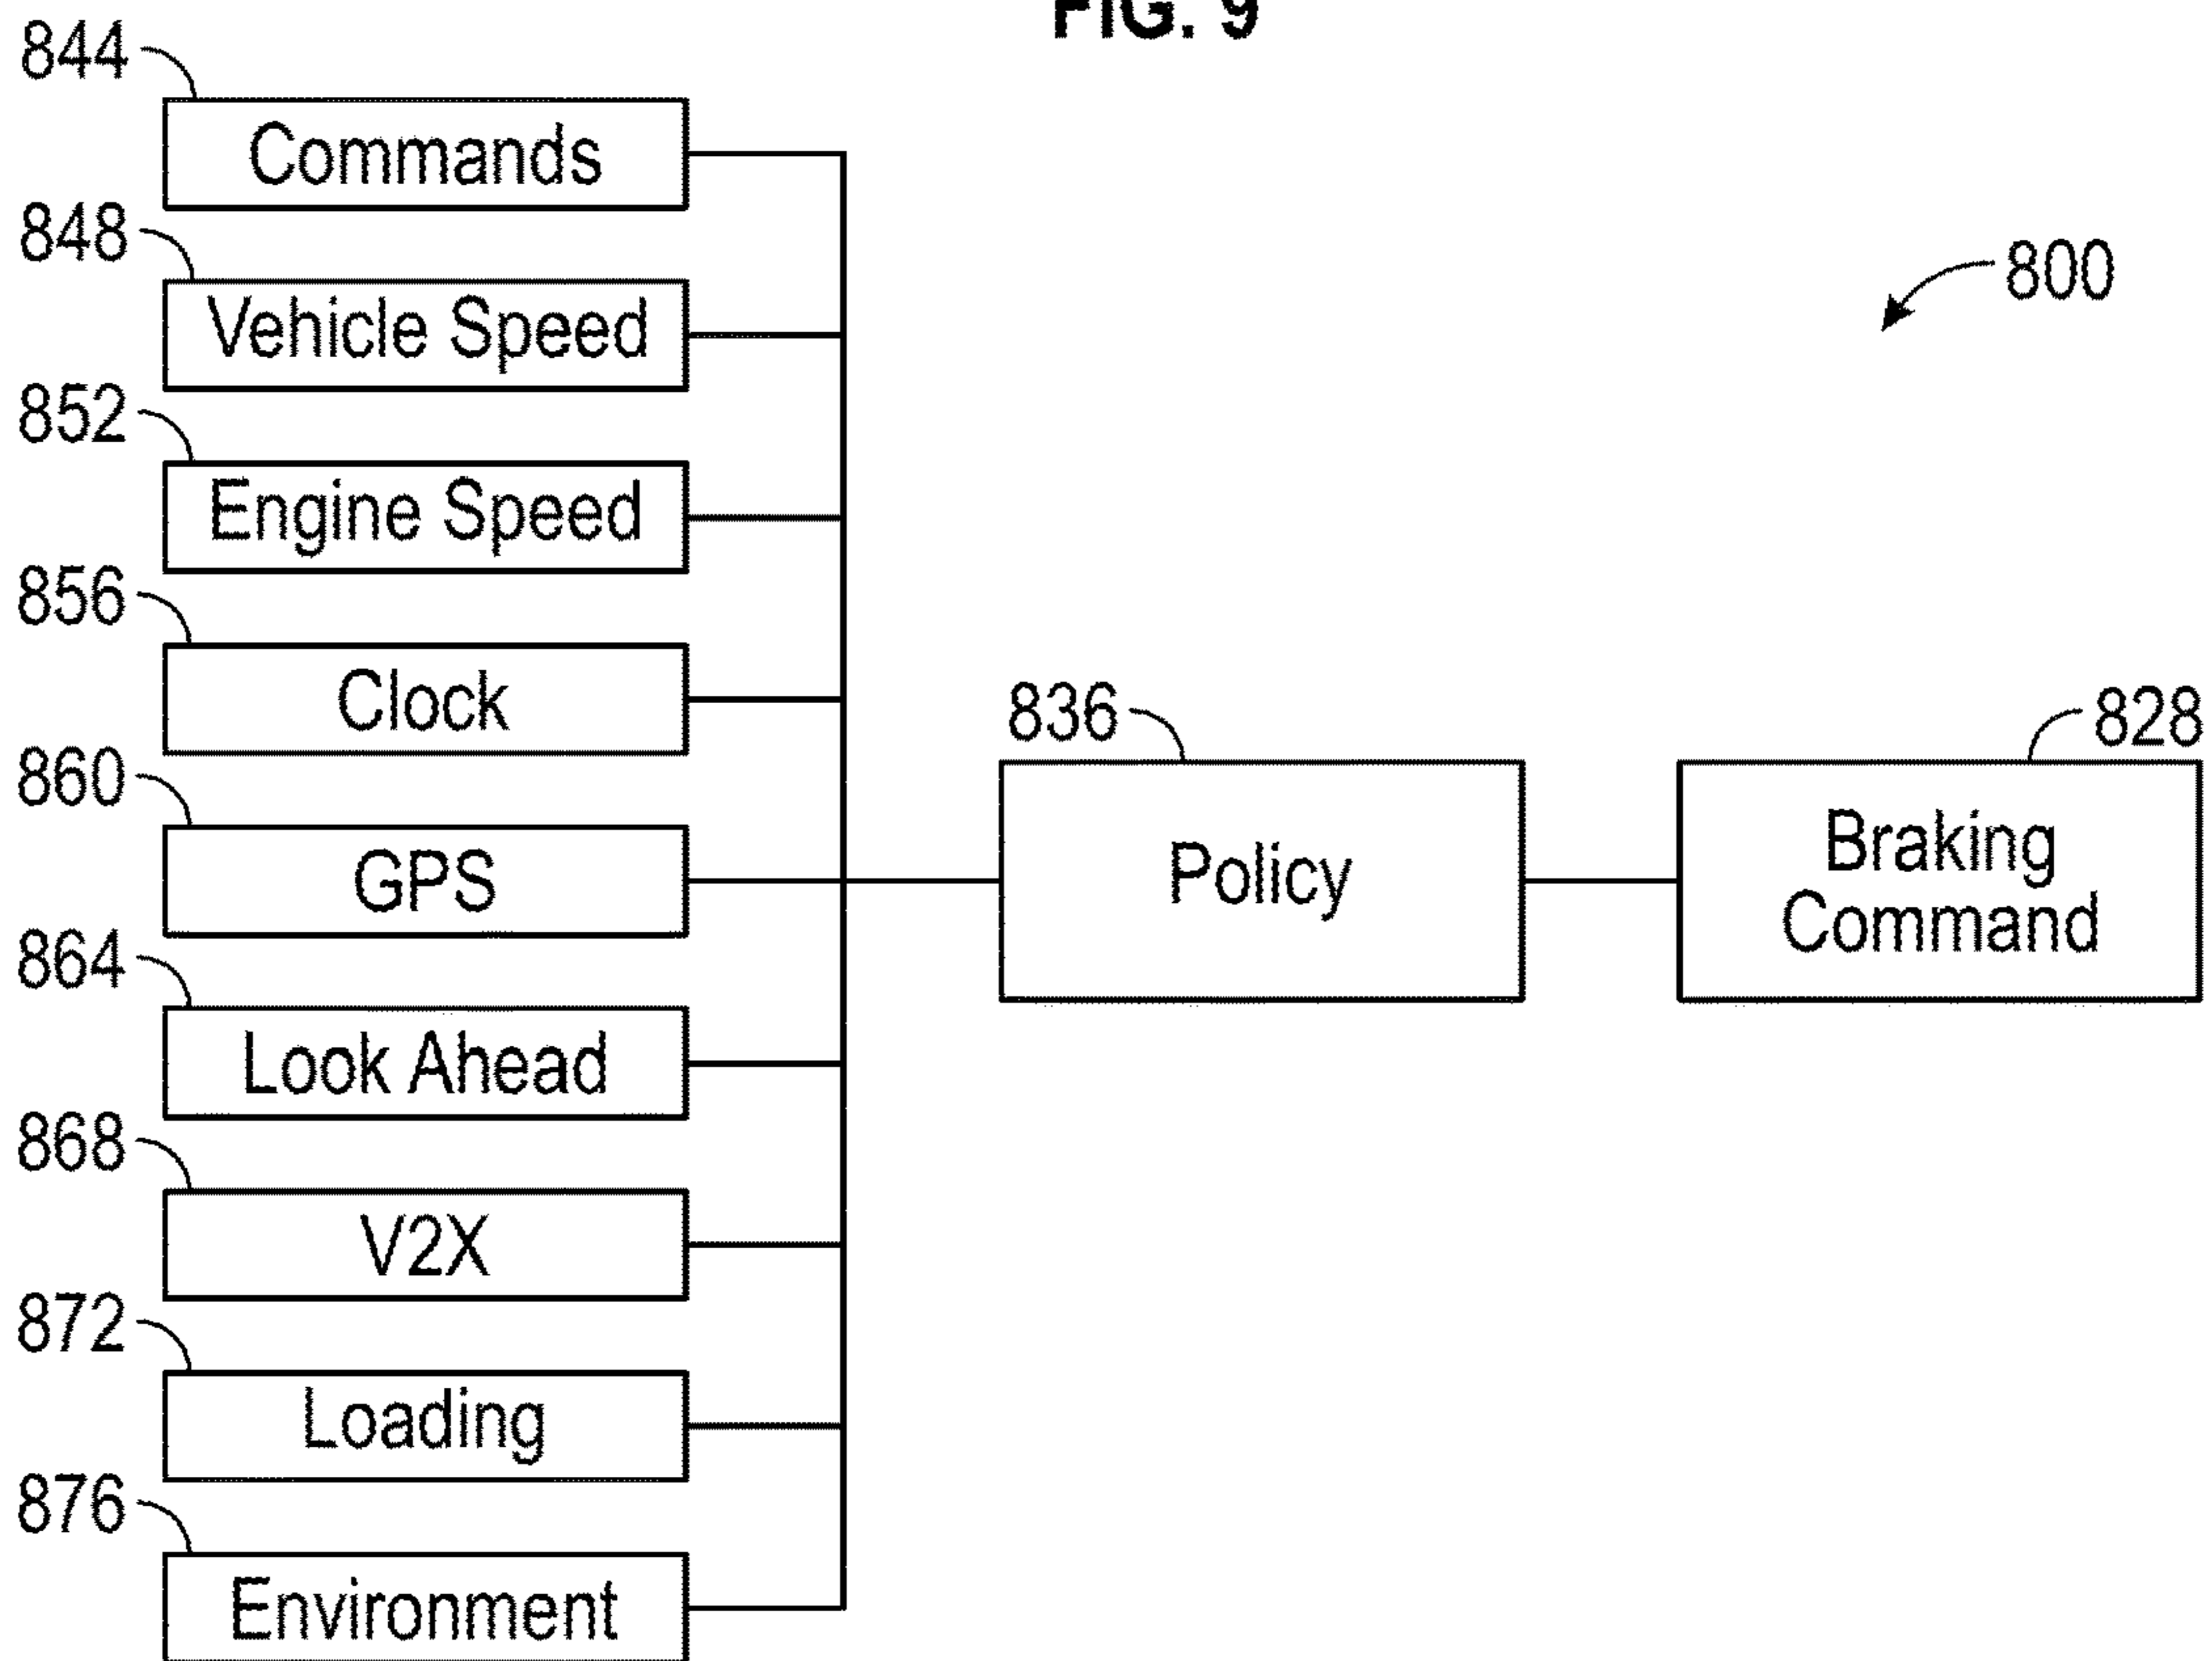 FIG. 9
844
Commands
848
Vehicle Speed
800
852
Engine Speed
856
Clock
836
828
860
GPS
Policy
Braking
Command
864
Look Ahead
868
V2X
872
Loading
876
Environment